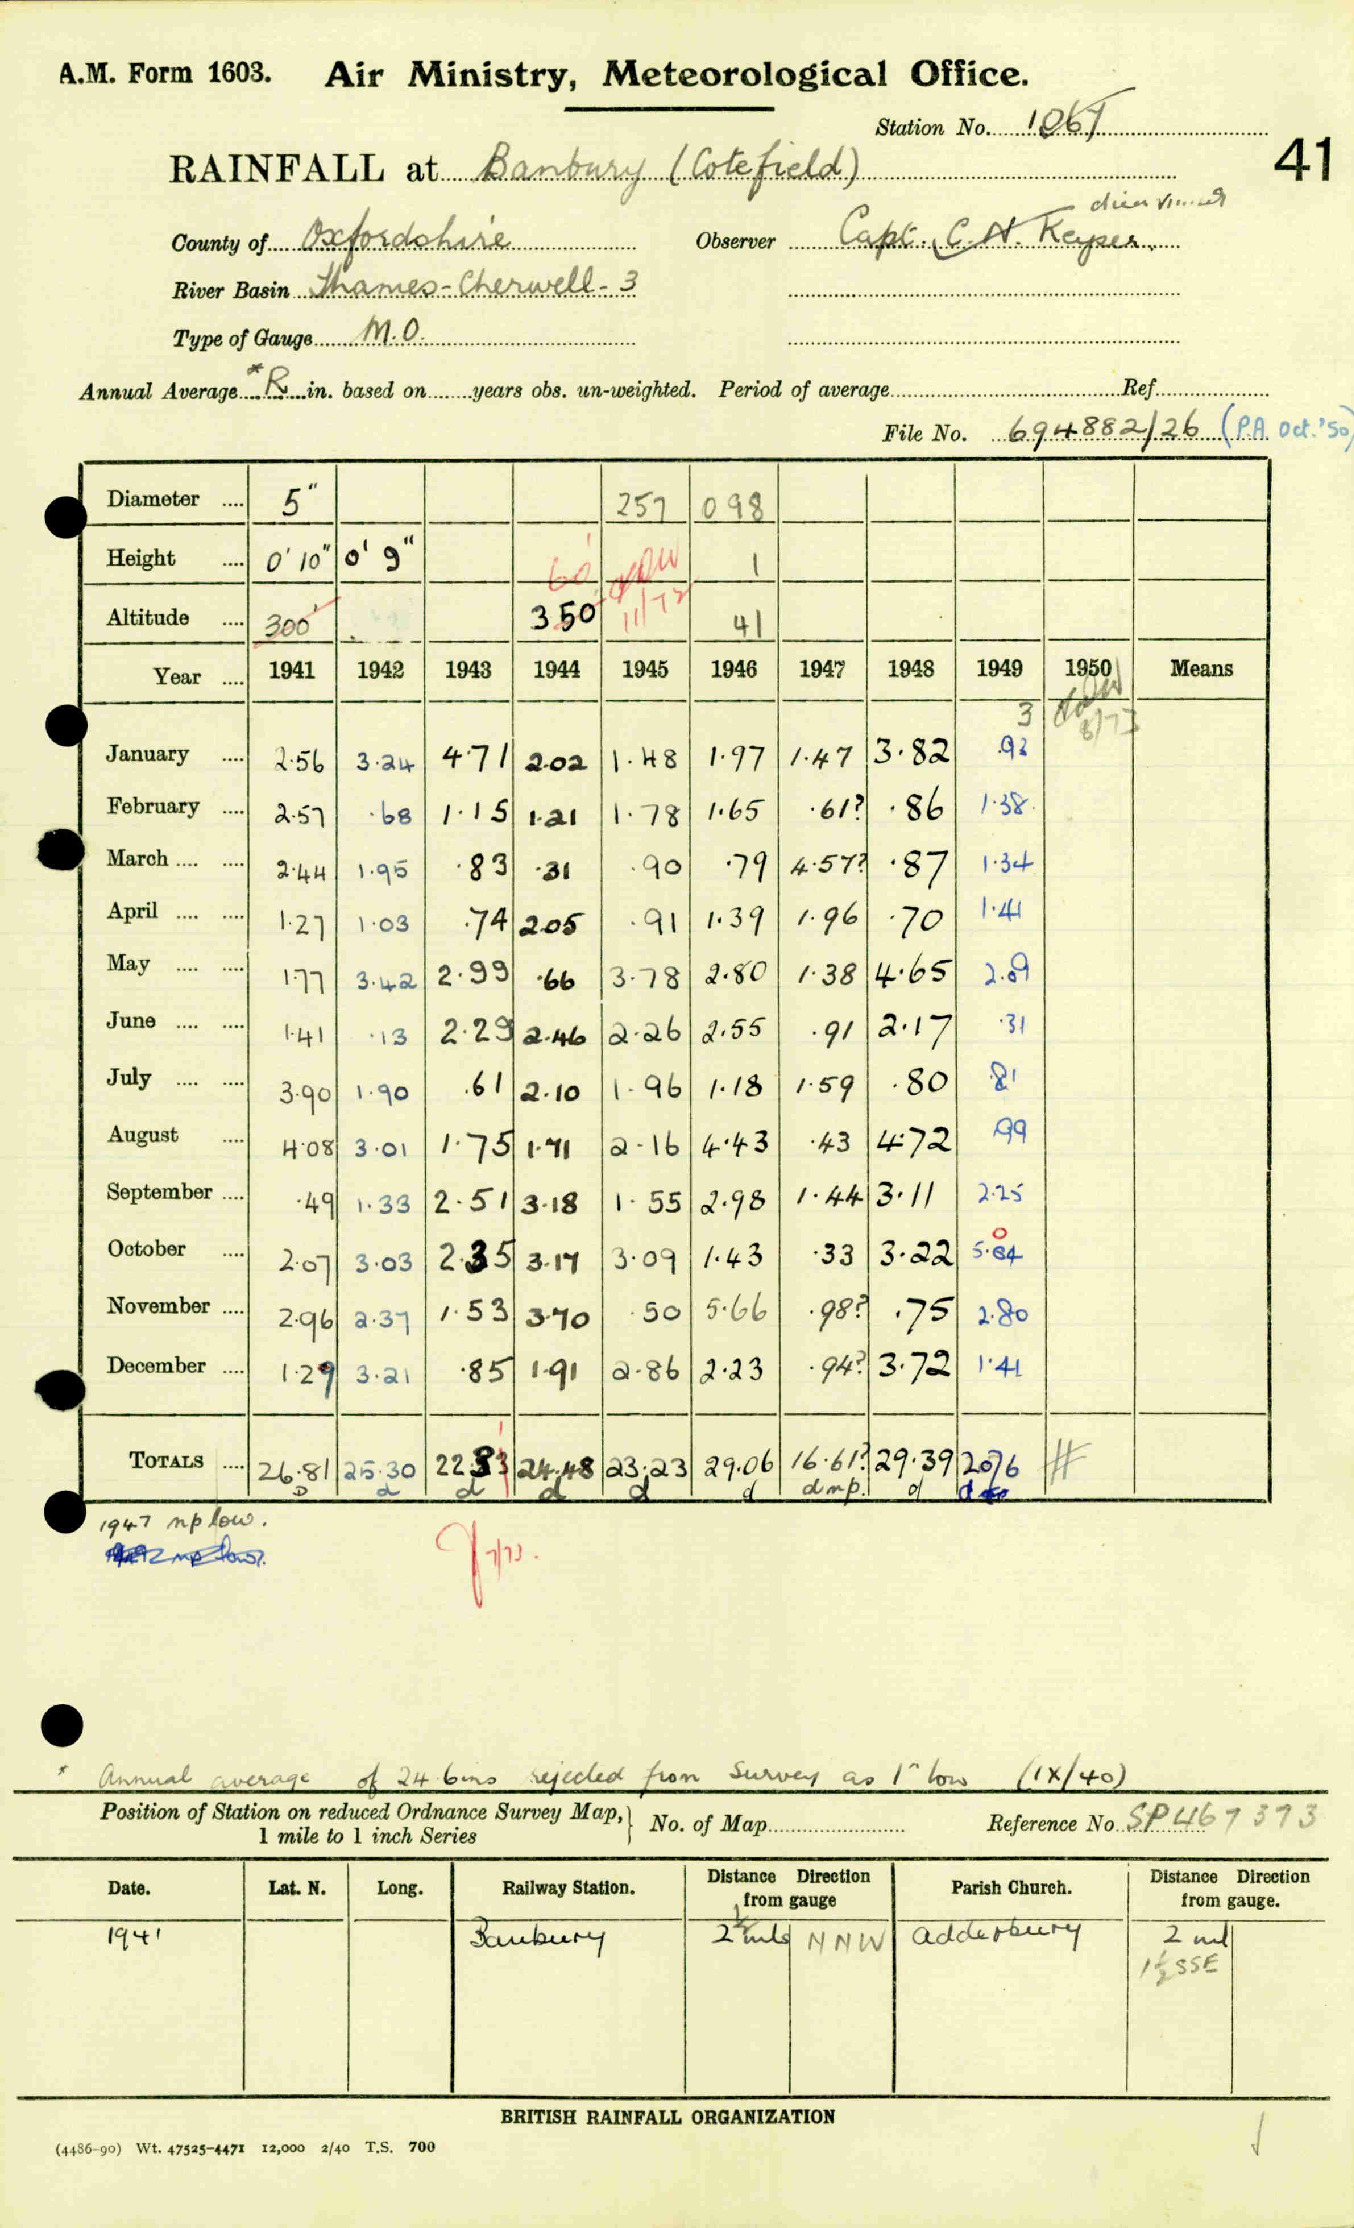 A.M. Form 1603. Air Ministry, Meteorological Office.
Station No. 1067
41
RAINFALL at Banbury (Cotefield)
County of Oxfordshire Observer Capt. C. N. Keyser.
River Basin Thames-Cherwell-3
Type of Gauge M.O.
Annual Average *R in. based on years obs. un-weighted. Period of average Ref.
File No. 694882/26 (P.A. Oct. '50)
Diameter .... 5" 257 098
Height .... 0' 10" 0' 9" 60 1
Altitude .... 300' 350 11/72 41
Year .... 1941 1942 1943 1944 1945 1946 1947 1948 1949 1950 Means
3 8/73
January .... 2.56 3.24 4.71 2.02 1.48 1.97 1.47 3.82 .92
February .... 2.57 .68 1.15 1.21 1.78 1.65 .61? .86 1.38
March .... .... 2.44 1.95 .83 .31 .90 .79 4.57? .87 1.34
April .... .... 1.27 1.03 .74 2.05 .91 1.39 1.96 .70 1.41
May .... .... 1.77 3.42 2.99 .66 3.78 2.80 1.38 4.65 2.09
June .... .... 1.41 .13 2.29 2.46 2.26 2.55 .91 2.17 .31
July .... .... 3.90 1.90 .61 2.10 1.96 1.18 1.59 .80 .81
August .... 4.08 3.01 1.75 1.71 2.16 4.43 .43 4.72 .99
September .... .49 1.33 2.51 3.18 1.55 2.98 1.44 3.11 2.25
October .... 2.07 3.03 2.35 3.17 3.09 1.43 .33 3.22 5.04
November .... 2.96 2.37 1.53 3.70 .50 5.66 .98? .75 2.80
December .... 1.29 3.21 .85 1.91 2.86 2.23 .94? 3.72 1.41
TOTALS .... 26.81 25.30 22.31 24.48 23.23 29.06 16.61? 29.39 20.76 #
D d d d d d d m p. d d
1947 mp low.
7/73.
* Annual average of 24.6 ins rejected from survey as 1" low (IX/40)
Position of Station on reduced Ordnance Survey Map, 1 mile to 1 inch Series } No. of Map Reference No. SP 467 373
Date. Lat. N. Long. Railway Station. Distance Direction from gauge Parish Church. Distance Direction from gauge.
1941 Banbury 2½ mls NNW Adderbury 2 ml
1½ SSE
BRITISH RAINFALL ORGANIZATION
(4486-90) Wt. 47525-4471 12,000 2/40 T.S. 700